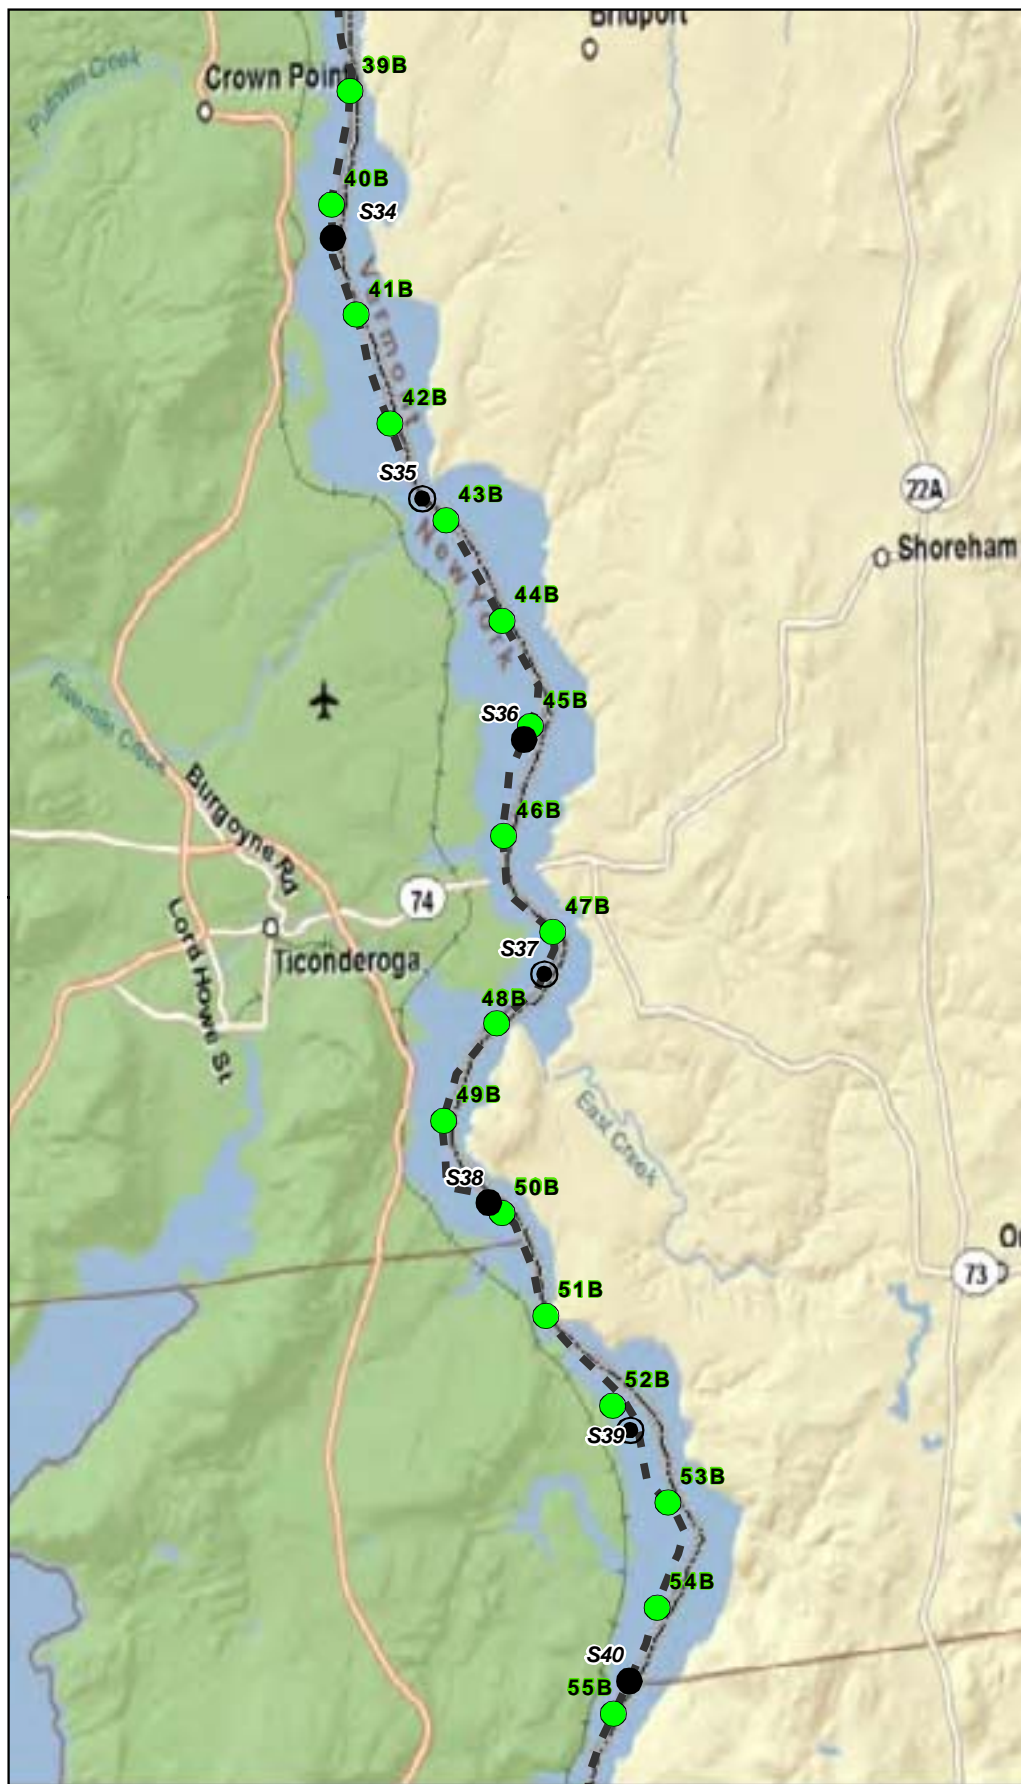 Bridport
39B
Crown Point
Putnam Creek
40B
S34
Vermont
41B
42B
S35
43B
22A
New York
Shoreham
44B
Fivemile Creek
45B
S36
Burgoyne Rd
46B
74
47B
Lord Howe St
S37
Ticonderoga
48B
49B
East Creek
S38
50B
Or
73
51B
52B
S39
53B
54B
S40
55B